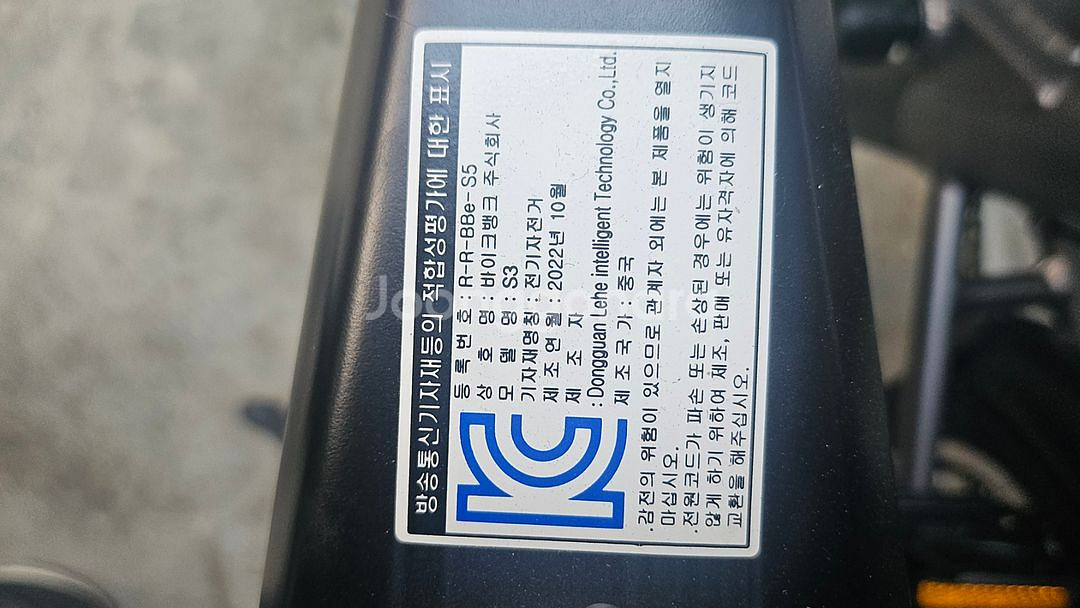 방송통신기자재등의 적합성평가에 대한 표시
등 록 번 호 : R-R-BBe-S5
상 호 명 : 바이크뱅크 주식회사
모 델 명 : S3
기자재명칭 : 전기자전거
제 조 연 월 : 2022년 10월
제 조 자
: Dongguan Lehe intelligent Technology Co.,Ltd.
제 조 국 가 : 중국
·감전의 위험이 있으므로 관계자 외에는 본 제품을 열지
마십시오.
·전원코드가 파손 또는 손상된 경우에는 위험이 생기지
않게 하기 위하여 제조, 판매 또는 유자격자에 의해 코드
교환을 해주십시오.